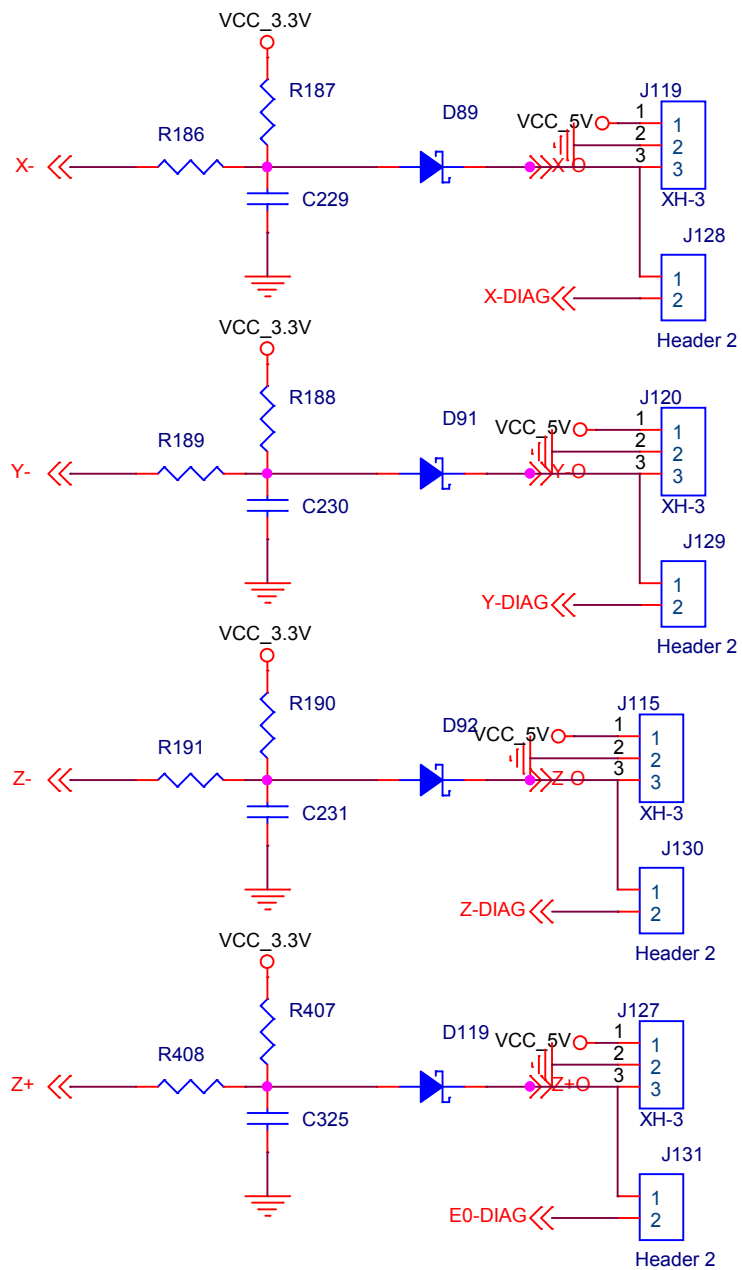 VCC_3.3V
R187
R186
X-
C229
D89
VCC_5V
X-O
J119
1 1
2 2
3 3
XH-3
J128
1
2
X-DIAG
Header 2
VCC_3.3V
R188
R189
Y-
C230
D91
VCC_5V
Y-O
J120
1 1
2 2
3 3
XH-3
J129
1
2
Y-DIAG
Header 2
VCC_3.3V
R190
R191
Z-
C231
D92
VCC_5V
Z-O
J115
1 1
2 2
3 3
XH-3
J130
1
2
Z-DIAG
Header 2
VCC_3.3V
R407
R408
Z+
C325
D119
VCC_5V
Z+O
J127
1 1
2 2
3 3
XH-3
J131
1
2
E0-DIAG
Header 2